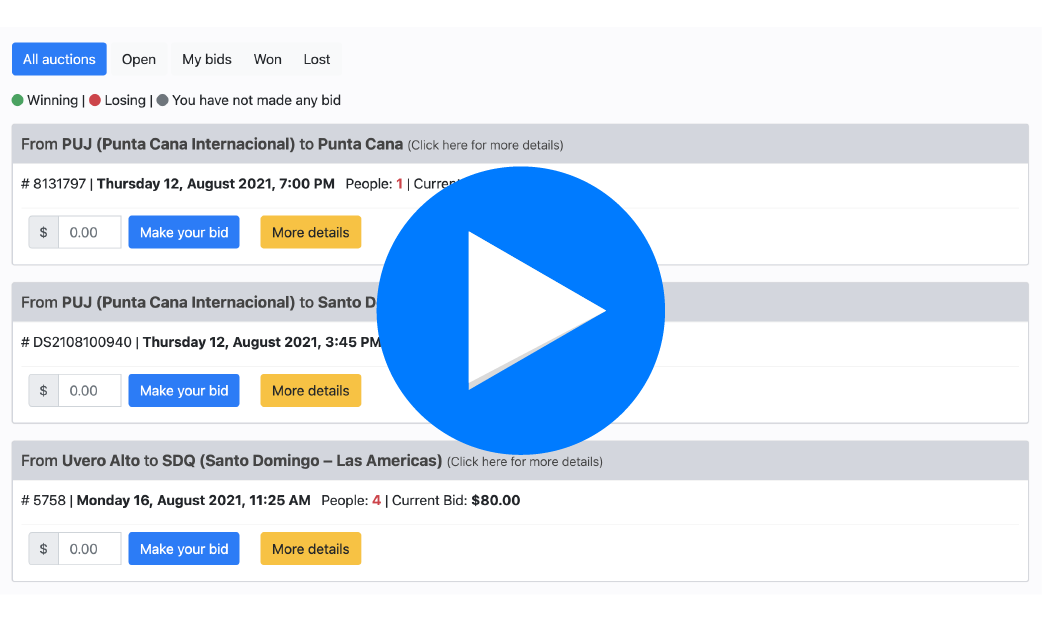 All auctions Open My bids Won Lost
Winning | Losing | You have not made any bid
From PUJ (Punta Cana Internacional) to Punta Cana (Click here for more details)
# 8131797 | Thursday 12, August 2021, 7:00 PM People: 1 |
$ 0.00 Make your bid More details
From PUJ (Punta Cana Internacional) to Santo
# DS2108100940 | Thursday 12, August 2021, 3:45 PM
$ 0.00 Make your bid More details
From Uvero Alto to SDQ (Santo Domingo – Las Americas) (Click here for more details)
# 5758 | Monday 16, August 2021, 11:25 AM People: 4 | Current Bid: $80.00
$ 0.00 Make your bid More details